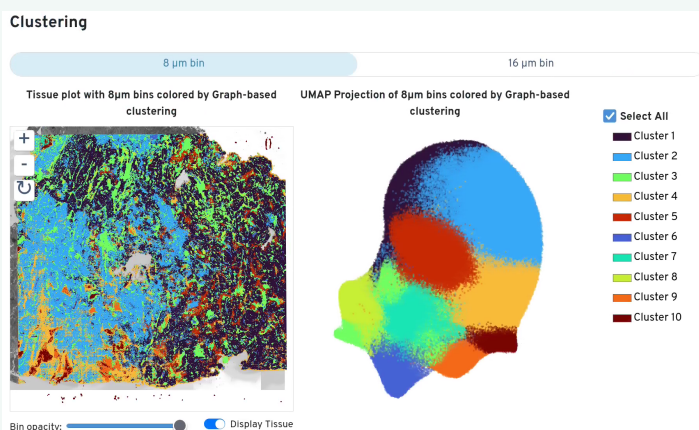 Clustering
8 µm bin
16 µm bin
Tissue plot with 8µm bins colored by Graph-based
clustering
UMAP Projection of 8µm bins colored by Graph-based
clustering
+
-
Select All
Cluster 1
Cluster 2
Cluster 3
Cluster 4
Cluster 5
Cluster 6
Cluster 7
Cluster 8
Cluster 9
Cluster 10
Bin opacity:
Display Tissue